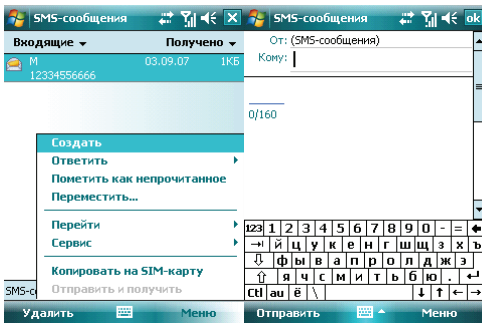 SMS-сообщения
Входящие Получено
М 03.09.07 1КБ
12334556666
Создать
Ответить
Пометить как непрочитанное
Переместить...
Перейти
Сервис
Копировать на SIM-карту
Отправить и получить
SMS-с
Удалить Меню
SMS-сообщения ok
От: (SMS-сообщения)
Кому:
0/160
123 1 2 3 4 5 6 7 8 9 0 - =
й ц у к е н г ш щ з х ъ
ф ы в а п р о л д ж э
я ч с м и т ь б ю .
Ctl аu ё \
Отправить Меню